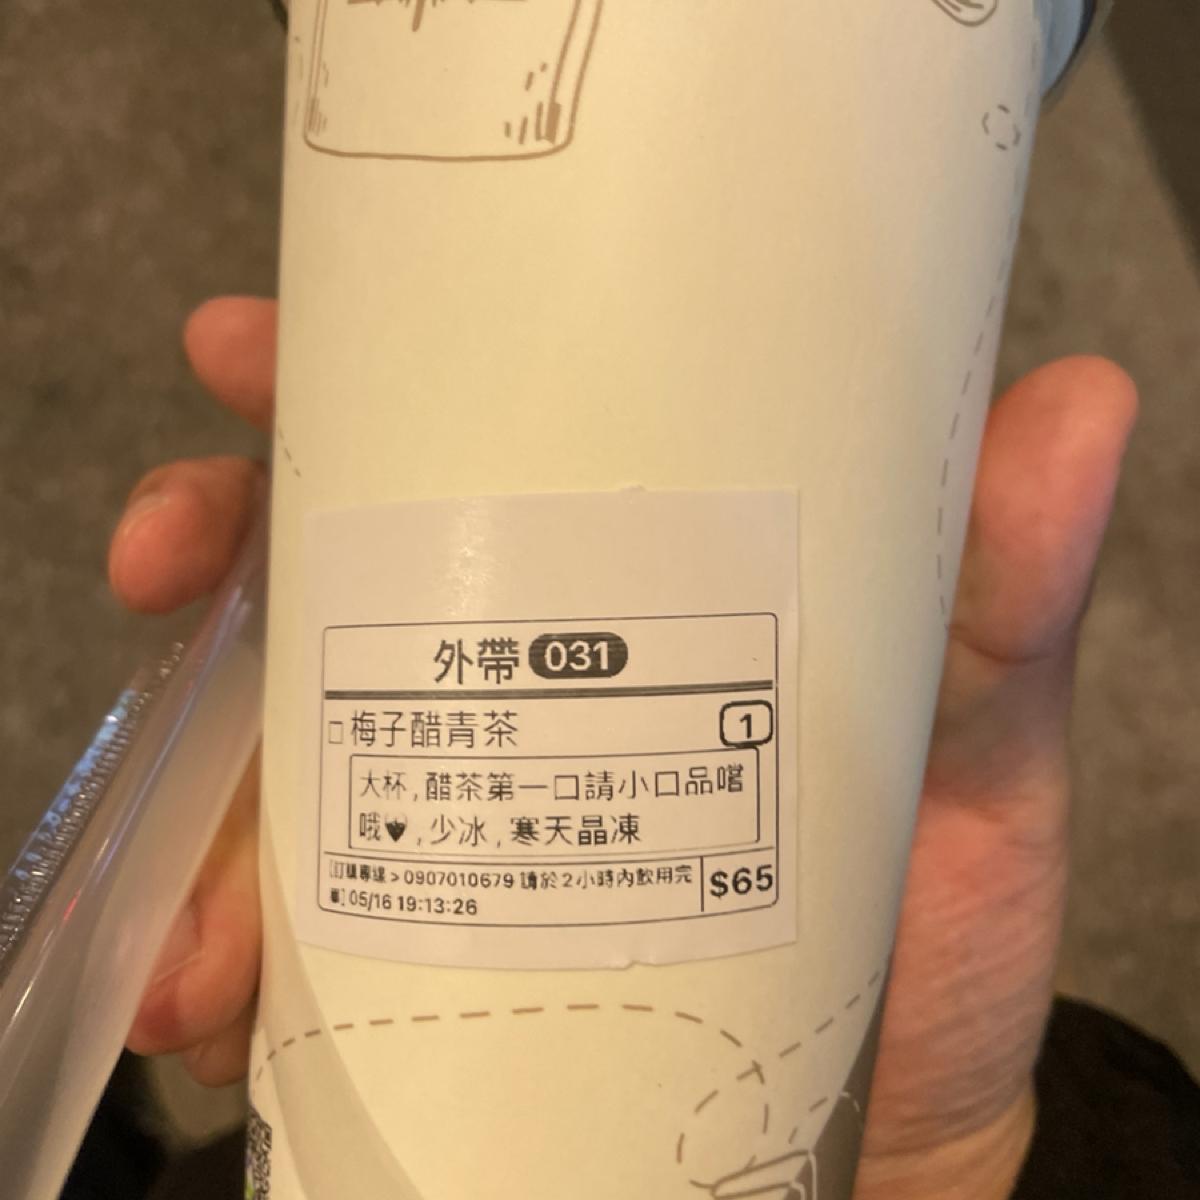 外帶 031
□ 梅子醋青茶 1
大杯,醋茶第一口請小口品嚐
哦♥,少冰,寒天晶凍
[訂購專線>0907010679 請於2小時內飲用完
畢] 05/16 19:13:26
$65